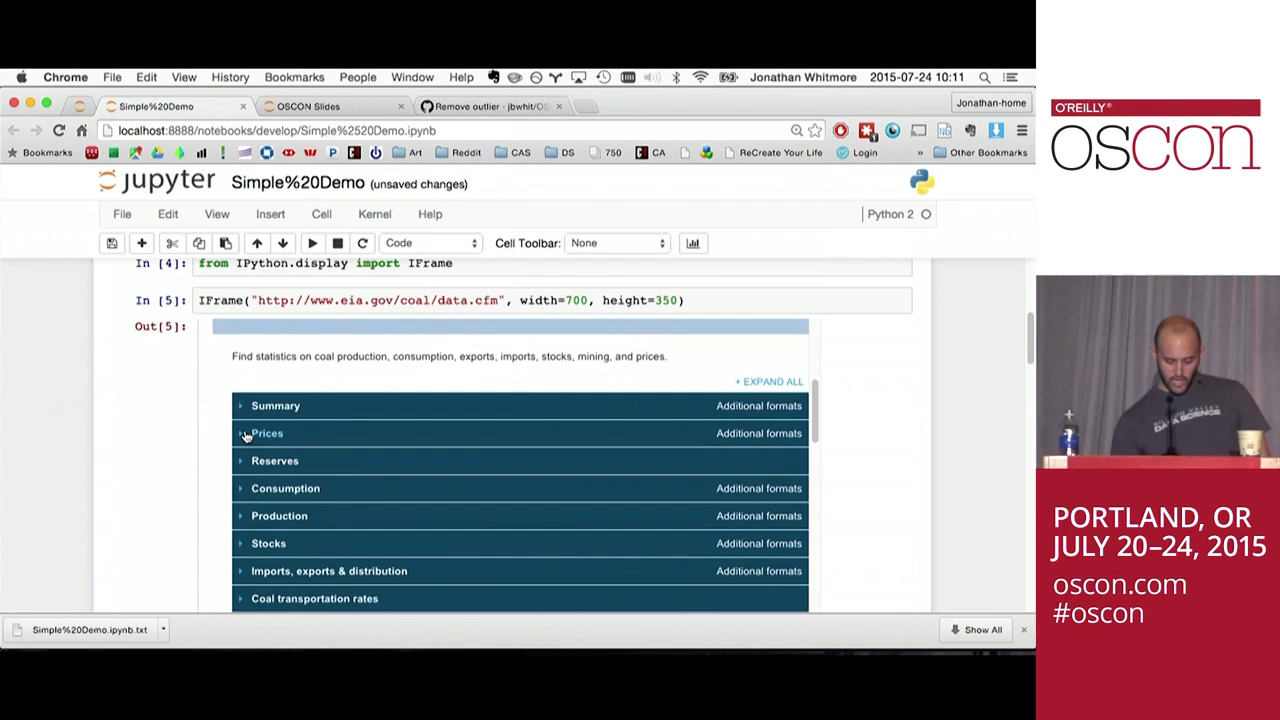 Chrome File Edit View History Bookmarks People Window Help Jonathan Whitmore 2015-07-24 10:11
Simple%20Demo × OSCON Slides × Remove outlier · jbwhit/OS × Jonathan-home
localhost:8888/notebooks/develop/Simple%2520Demo.ipynb
Bookmarks Art Reddit CAS DS 750 CA ReCreate Your Life Login » Other Bookmarks
jupyter Simple%20Demo (unsaved changes)
File Edit View Insert Cell Kernel Help Python 2
Code Cell Toolbar: None
In [4]: from IPython.display import IFrame
In [5]: IFrame("http://www.eia.gov/coal/data.cfm", width=700, height=350)
Out[5]:
Find statistics on coal production, consumption, exports, imports, stocks, mining, and prices.
+ EXPAND ALL
Summary Additional formats
Prices Additional formats
Reserves
Consumption Additional formats
Production Additional formats
Stocks Additional formats
Imports, exports & distribution Additional formats
Coal transportation rates
Simple%20Demo.ipynb.txt Show All ×
O'REILLY®
OSCON
DATA SCIENCE
PORTLAND, OR
JULY 20–24, 2015
oscon.com
#oscon